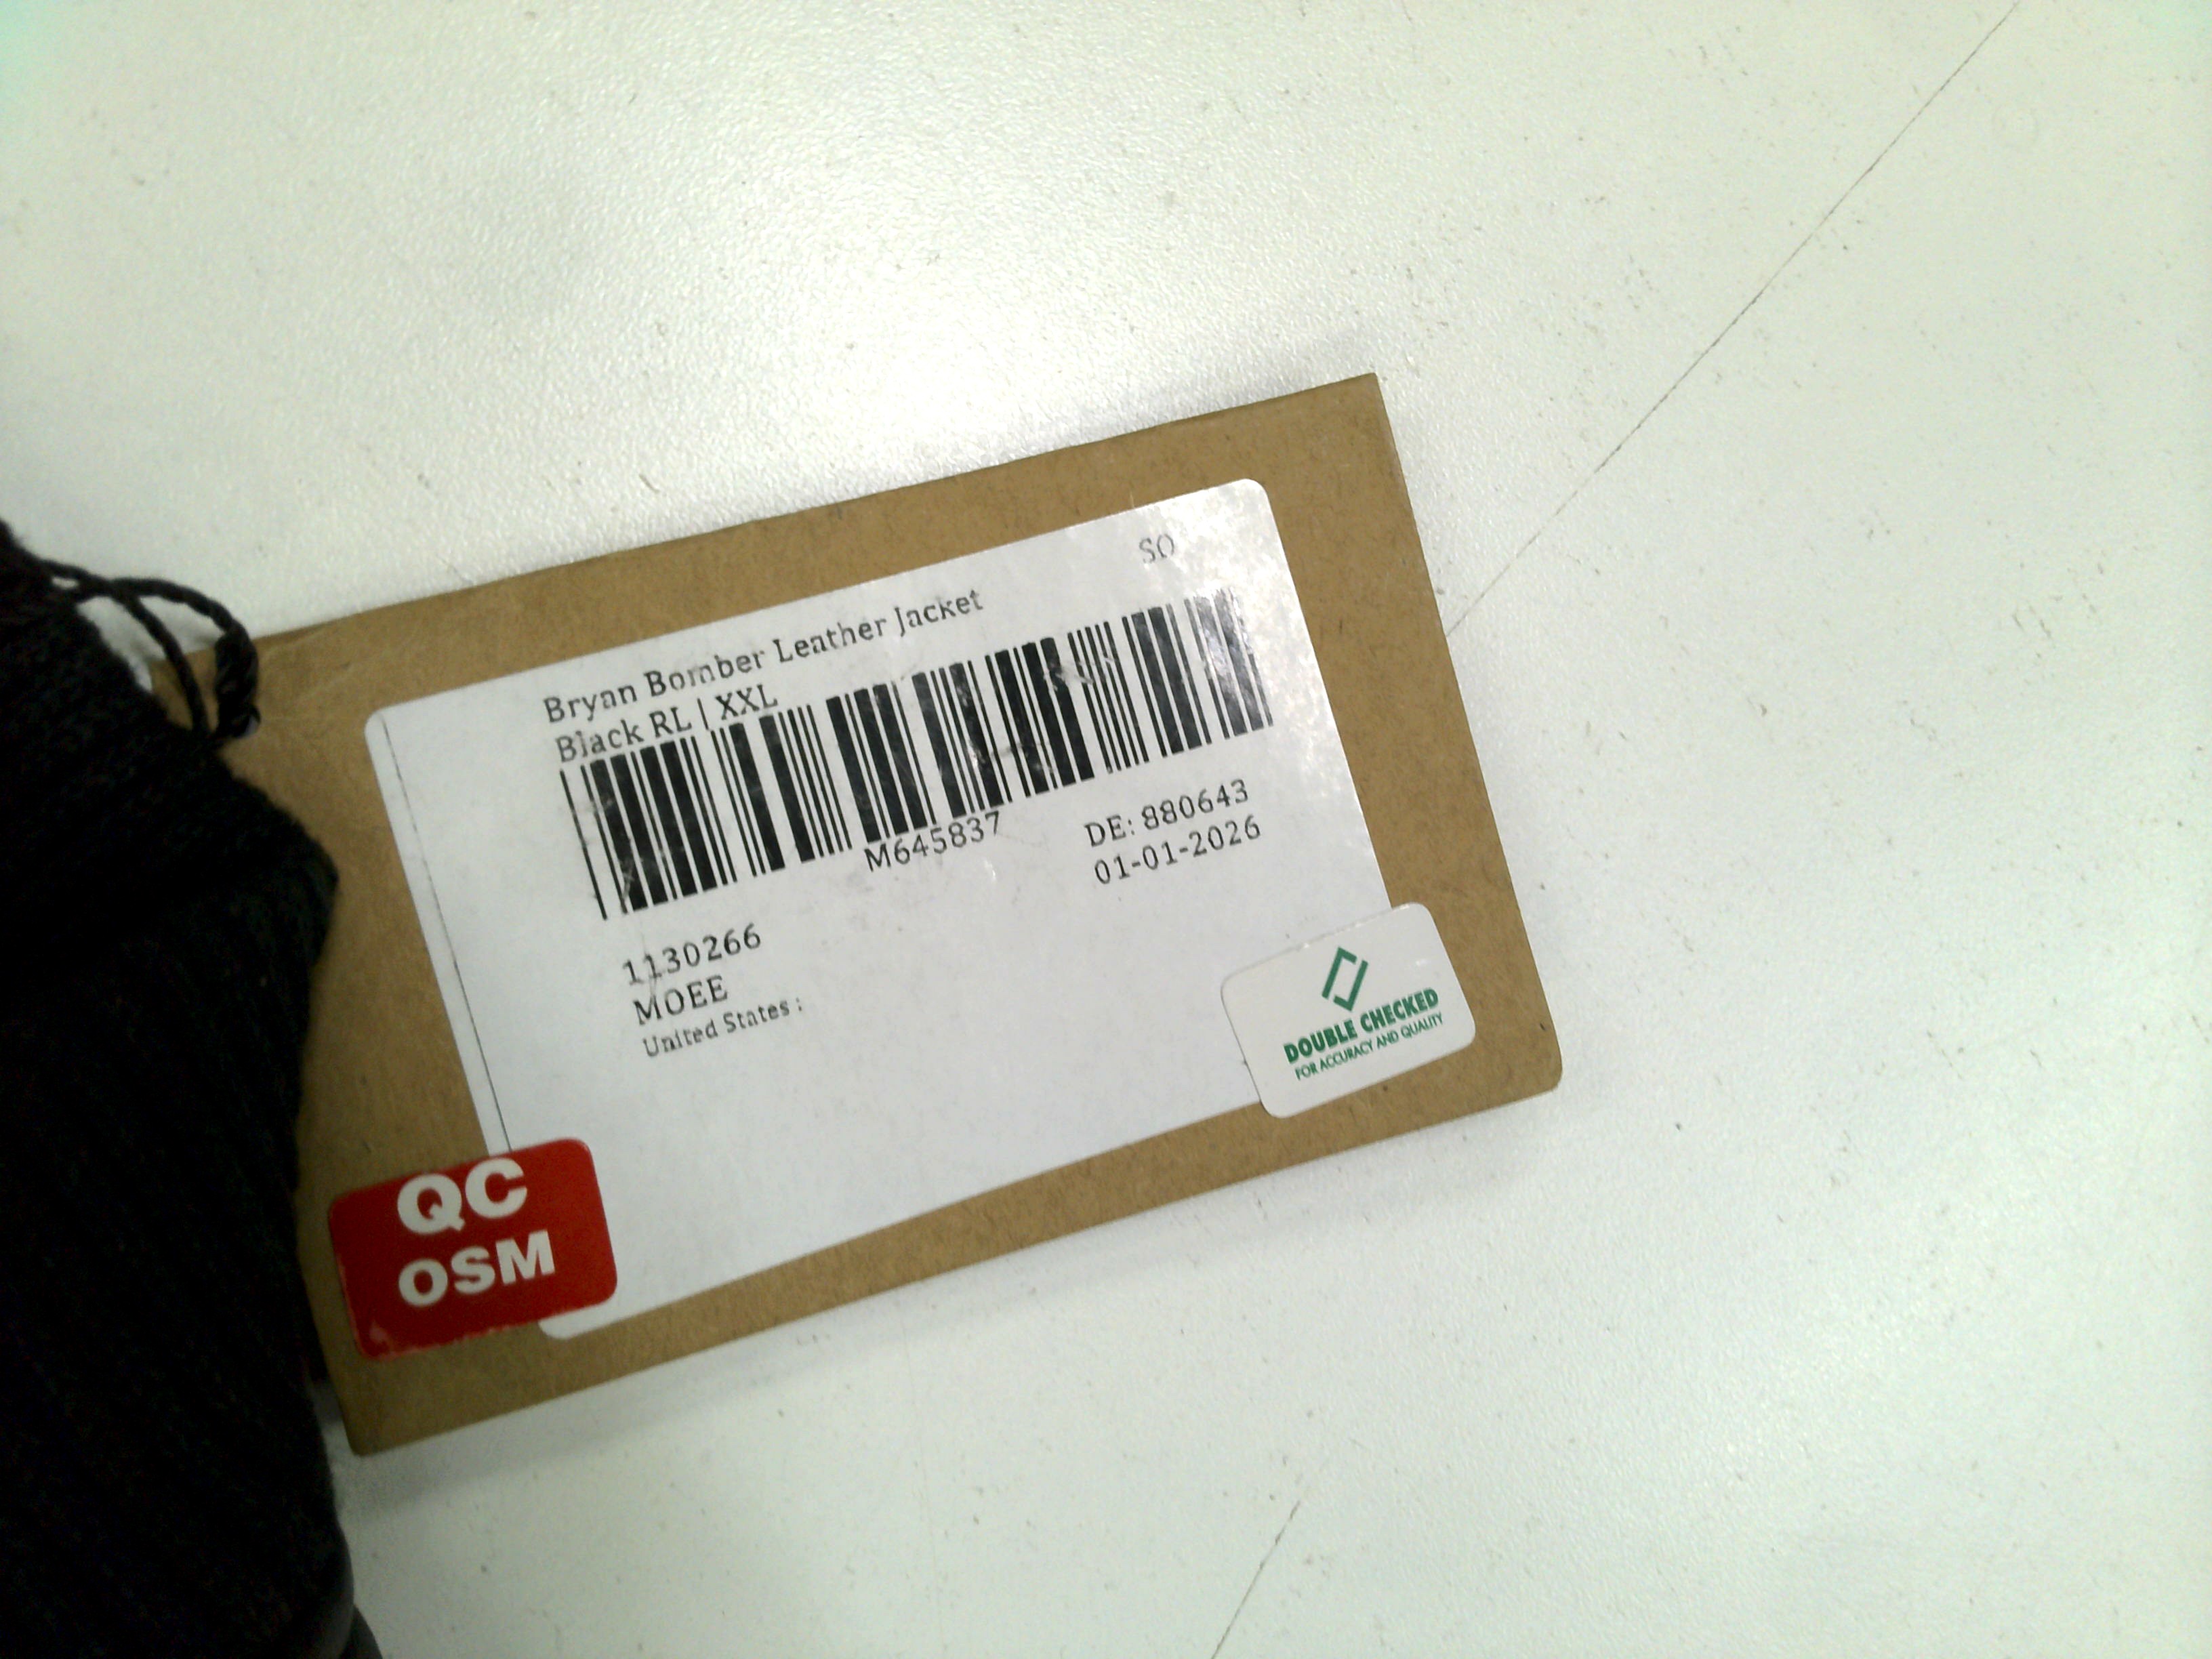 SO
Bryan Bomber Leather Jacket
Black RL | XXL
M645837
DE: 880643
01-01-2026
1130266
MOEE
United States :
DOUBLE CHECKED
FOR ACCURACY AND QUALITY
QC
OSM